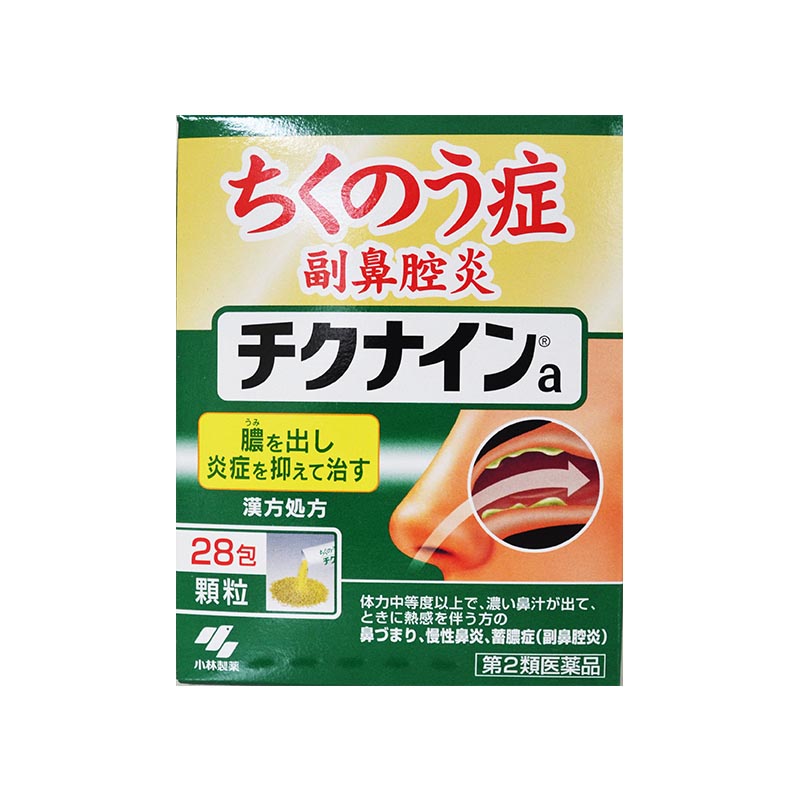 ちくのう症
副鼻腔炎
チクナイン®a
うみ
膿を出し
炎症を抑えて治す
漢方処方
28包
顆粒
ちくのう
チク
体力中等度以上で、濃い鼻汁が出て、
ときに熱感を伴う方の
鼻づまり、慢性鼻炎、蓄膿症(副鼻腔炎)
小林製薬
第2類医薬品